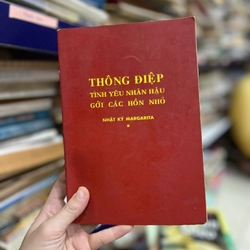 THÔNG ĐIỆP
TÌNH YÊU NHÂN HẬU
GỞI CÁC HỒN NHỎ
NHẬT KÝ MARGARITA